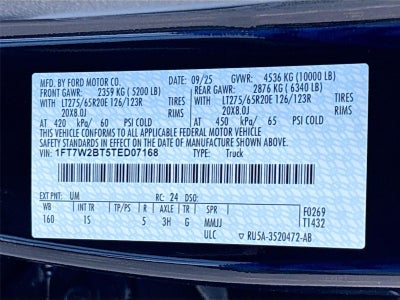 MFD. BY FORD MOTOR CO. 09/25 GVWR: 4536 KG (10000 LB)
FRONT GAWR: REAR GAWR:
2359 KG (5200 LB) 2876 KG (6340 LB)
LT275/65R20E 126/123R TIRES LT275/65R20E 126/123R TIRES
20X8.0J RIMS 20X8.0J RIMS
AT 420 kPa/ 60 PSI COLD AT 450 kPa/ 65 PSI COLD
THIS VEHICLE CONFORMS TO ALL APPLICABLE FEDERAL MOTOR VEHICLE
SAFETY STANDARDS IN EFFECT ON THE DATE OF MANUFACTURE SHOWN ABOVE.
VIN: 1FT7W2BT5TED07168 TYPE: Truck
EXT PNT: UM RC: 24 DSO:
WB INT TP/PS R AXLE TR SPR F0269
160 1S 5 3H G MMJJ T1432
ULC RU5A-3520472-AB